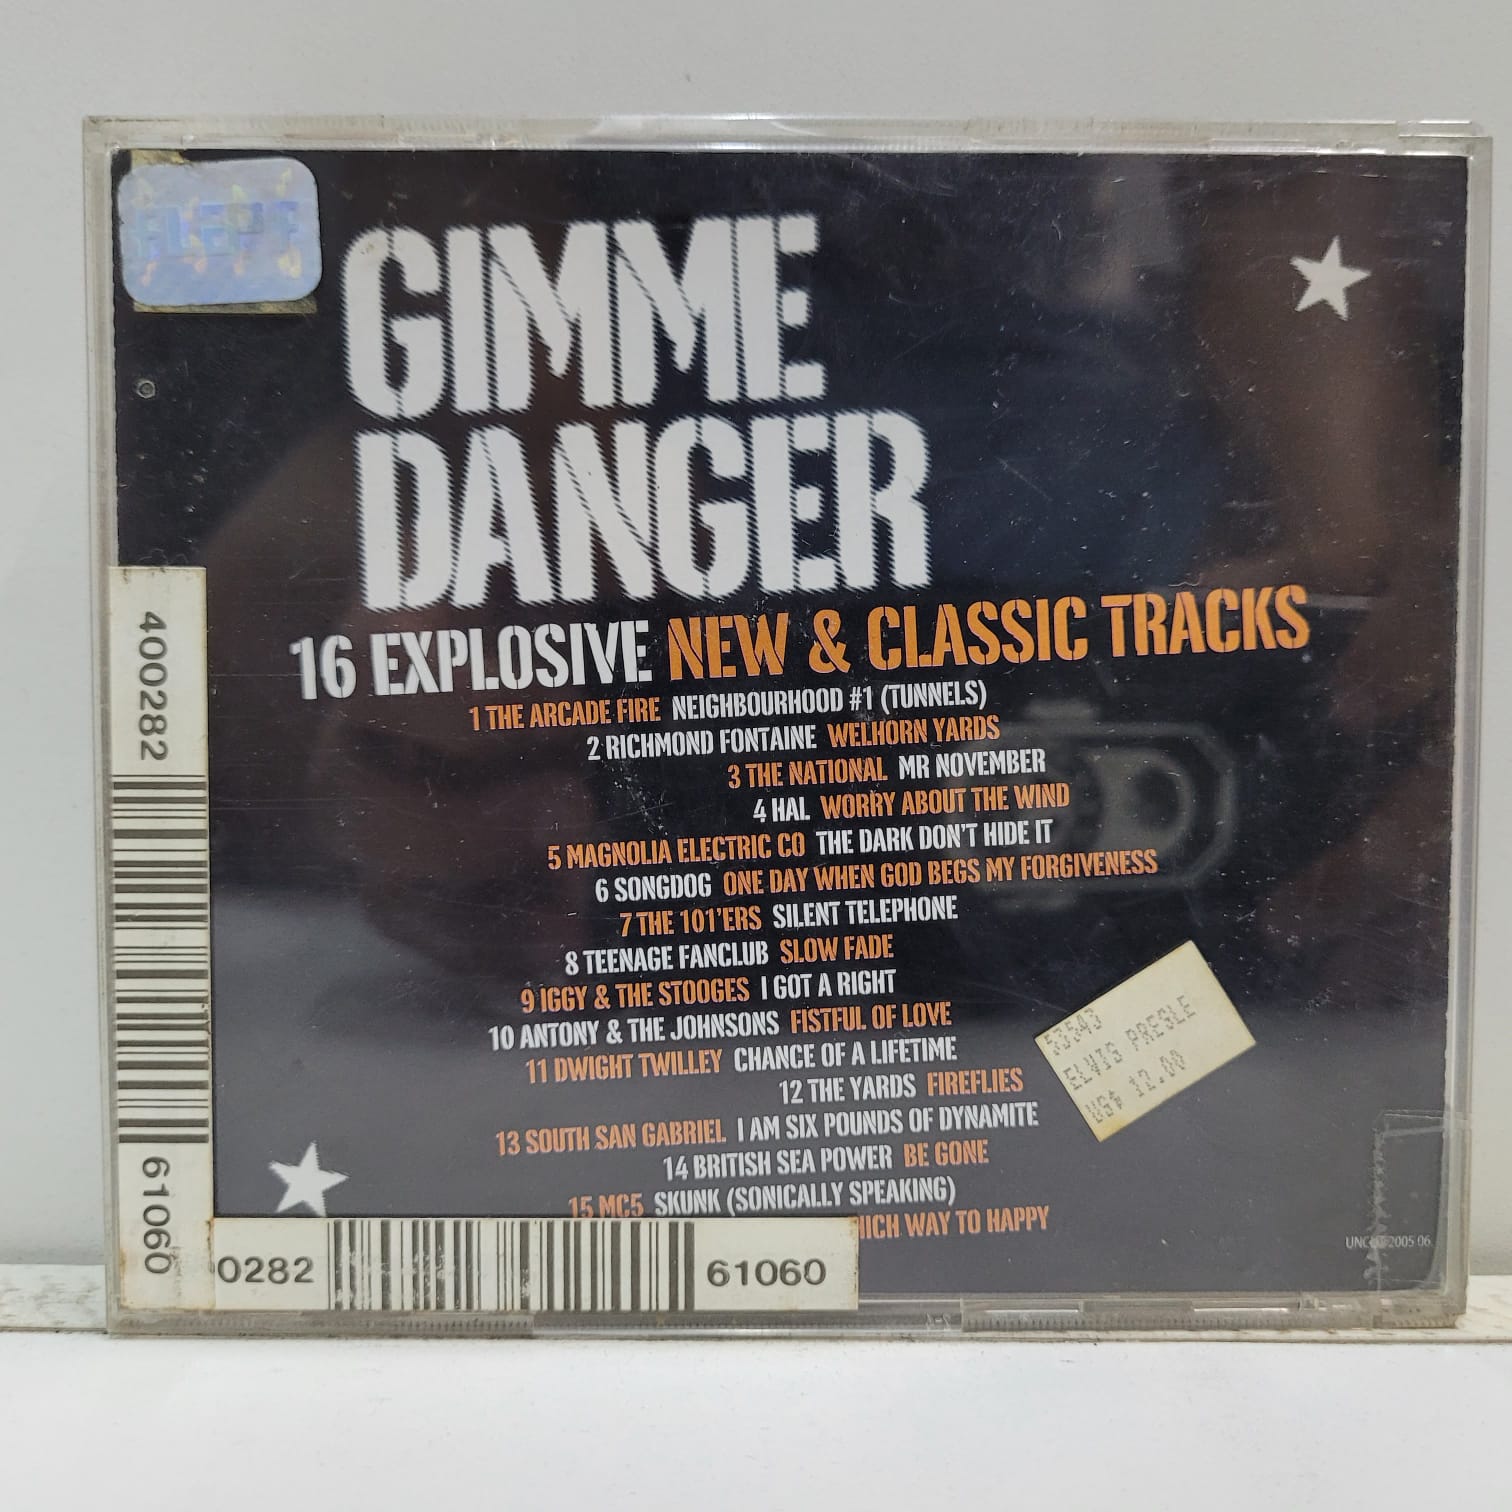 GIMME
DANGER
16 EXPLOSIVE NEW & CLASSIC TRACKS
1 THE ARCADE FIRE NEIGHBOURHOOD #1 (TUNNELS)
2 RICHMOND FONTAINE WELHORN YARDS
3 THE NATIONAL MR NOVEMBER
4 HAL WORRY ABOUT THE WIND
5 MAGNOLIA ELECTRIC CO THE DARK DON'T HIDE IT
6 SONGDOG ONE DAY WHEN GOD BEGS MY FORGIVENESS
7 THE 101'ERS SILENT TELEPHONE
8 TEENAGE FANCLUB SLOW FADE
9 IGGY & THE STOOGES I GOT A RIGHT
10 ANTONY & THE JOHNSONS FISTFUL OF LOVE
11 DWIGHT TWILLEY CHANCE OF A LIFETIME
12 THE YARDS FIREFLIES
13 SOUTH SAN GABRIEL I AM SIX POUNDS OF DYNAMITE
14 BRITISH SEA POWER BE GONE
15 MC5 SKUNK (SONICALLY SPEAKING)
WAY TO HAPPY
2005 06
400282
61060
0282
61060
53543
ELVIS PRESLE